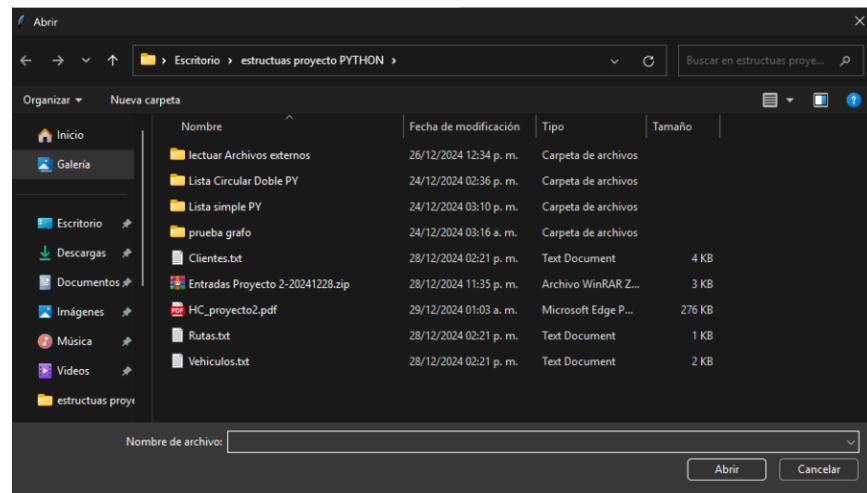 Abrir
Escritorio › estructuas proyecto PYTHON ›
Buscar en estructuas proye...
Organizar
Nueva carpeta
Nombre Fecha de modificación Tipo Tamaño
Inicio
Galería
Escritorio
Descargas
Documentos
Imágenes
Música
Videos
estructuas proye
lectuar Archivos externos 26/12/2024 12:34 p. m. Carpeta de archivos
Lista Circular Doble PY 24/12/2024 02:36 p. m. Carpeta de archivos
Lista simple PY 24/12/2024 03:10 p. m. Carpeta de archivos
prueba grafo 24/12/2024 03:16 a. m. Carpeta de archivos
Clientes.txt 28/12/2024 02:21 p. m. Text Document 4 KB
Entradas Proyecto 2-20241228.zip 28/12/2024 11:35 p. m. Archivo WinRAR Z... 3 KB
HC_proyecto2.pdf 29/12/2024 01:03 a. m. Microsoft Edge P... 276 KB
Rutas.txt 28/12/2024 02:21 p. m. Text Document 1 KB
Vehiculos.txt 28/12/2024 02:21 p. m. Text Document 2 KB
Nombre de archivo:
Abrir
Cancelar